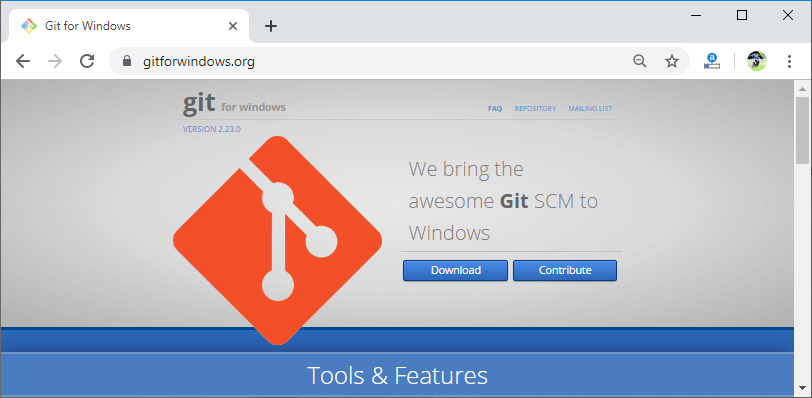 Git for Windows
gitforwindows.org
git for windows
FAQ REPOSITORY MAILING LIST
VERSION 2.23.0
We bring the
awesome Git SCM to
Windows
Download Contribute
Tools & Features